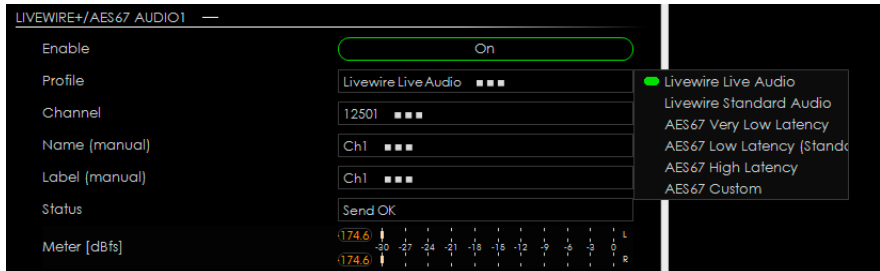 LIVEWIRE+/AES67 AUDIO1 —
Enable On
Profile Livewire Live Audio ■■■
Livewire Live Audio
Livewire Standard Audio
Channel 12501 ■■■
AES67 Very Low Latency
Name (manual) Ch1 ■■■
AES67 Low Latency (Standa
AES67 High Latency
Label (manual) Ch1 ■■■
AES67 Custom
Status Send OK
Meter [dBfs]
-174.6 L
-30 -27 -24 -21 -18 -15 -12 -9 -6 -3 0
-174.6 R